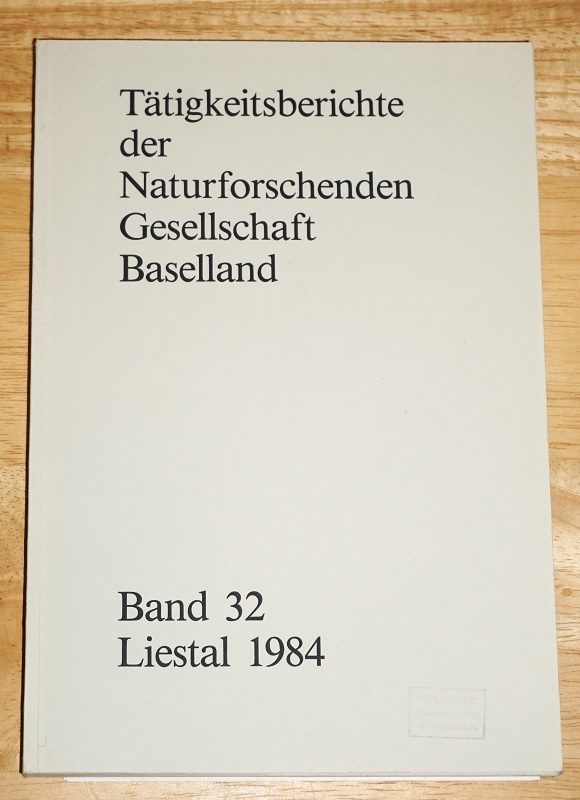 Tätigkeitsberichte
der
Naturforschenden
Gesellschaft
Baselland
Band 32
Liestal 1984